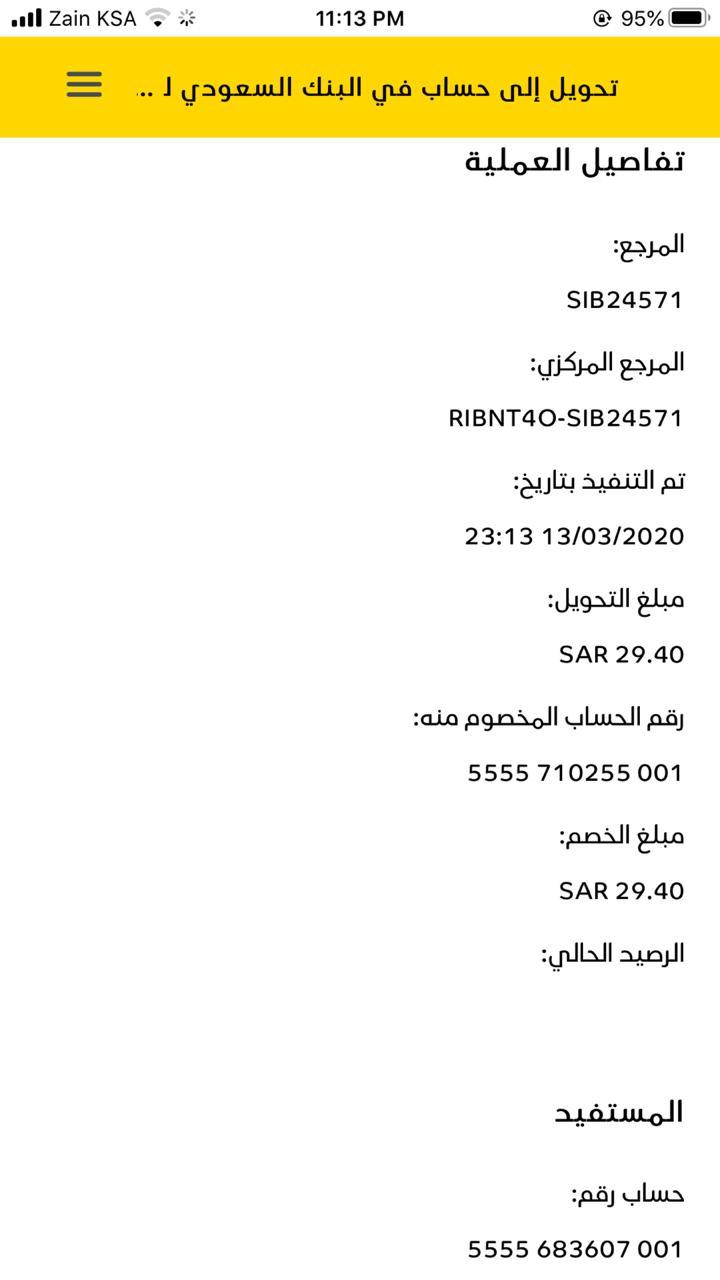 Zain KSA 11:13 PM 95%
تحويل إلى حساب في البنك السعودي ل ..
تفاصيل العملية
المرجع:
SIB24571
المرجع المركزي:
RIBNT4O-SIB24571
تم التنفيذ بتاريخ:
23:13 13/03/2020
مبلغ التحويل:
SAR 29.40
رقم الحساب المخصوم منه:
5555 710255 001
مبلغ الخصم:
SAR 29.40
الرصيد الحالي:
المستفيد
حساب رقم:
5555 683607 001